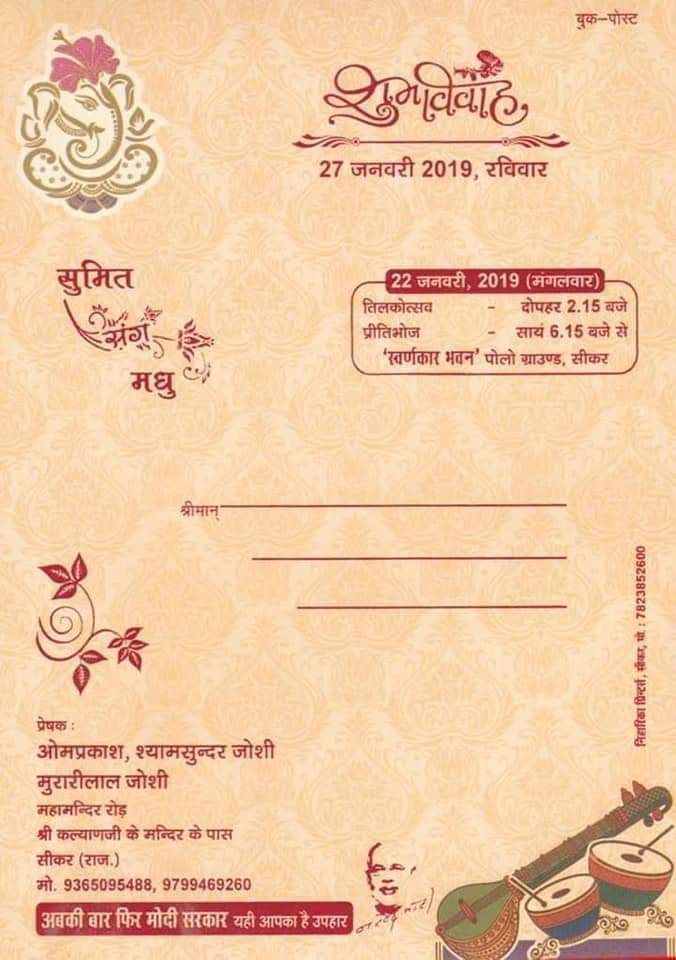 बुक-पोस्ट
शुभविवाह
27 जनवरी 2019, रविवार
सुमित
संग
मधु
22 जनवरी, 2019 (मंगलवार)
तिलकोत्सव - दोपहर 2.15 बजे
प्रीतिभोज - सायं 6.15 बजे से
'स्वर्णकार भवन' पोलो ग्राउण्ड, सीकर
श्रीमान्
निहारिका प्रिन्टर्स, सीकर, मो. : 7823852600
प्रेषक :
ओमप्रकाश, श्यामसुन्दर जोशी
मुरारीलाल जोशी
महामन्दिर रोड़
श्री कल्याणजी के मन्दिर के पास
सीकर (राज.)
मो. 9365095488, 9799469260
अबकी बार फिर मोदी सरकार यही आपका है उपहार
नरेन्द्र मोदी